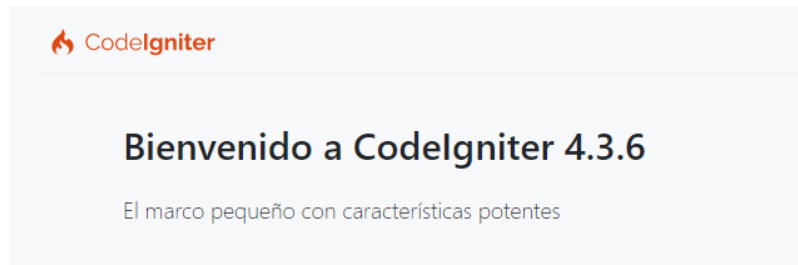 CodeIgniter
Bienvenido a CodeIgniter 4.3.6
El marco pequeño con características potentes